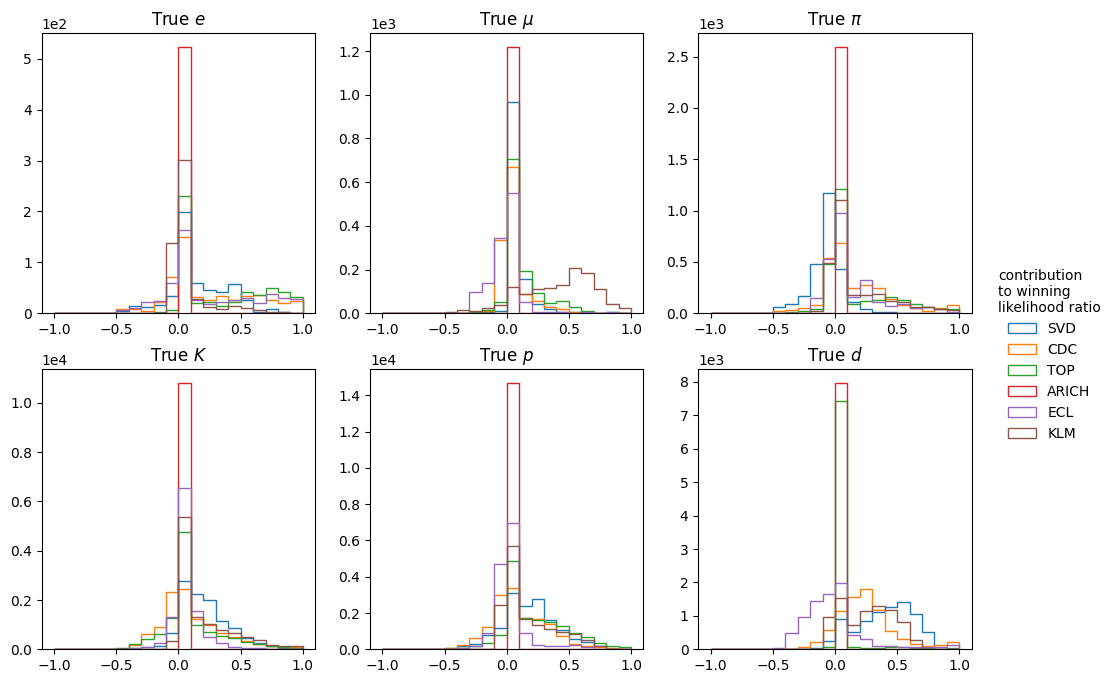 True e
1e2
5
4
3
2
1
0
−1.0 −0.5 0.0 0.5 1.0
True μ
1e3
1.2
1.0
0.8
0.6
0.4
0.2
0.0
−1.0 −0.5 0.0 0.5 1.0
True π
1e3
2.5
2.0
1.5
1.0
0.5
0.0
−1.0 −0.5 0.0 0.5 1.0
True K
1e4
1.0
0.8
0.6
0.4
0.2
0.0
−1.0 −0.5 0.0 0.5 1.0
True p
1e4
1.4
1.2
1.0
0.8
0.6
0.4
0.2
0.0
−1.0 −0.5 0.0 0.5 1.0
True d
1e3
8
7
6
5
4
3
2
1
0
−1.0 −0.5 0.0 0.5 1.0
contribution
to winning
likelihood ratio
SVD
CDC
TOP
ARICH
ECL
KLM